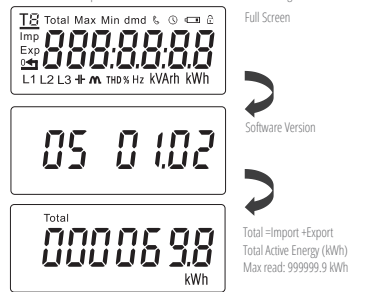 T8 Total Max Min dmd
Full Screen
Imp
Exp
888:8:8:8.8
L1 L2 L3 THD% Hz kVArh kWh
Software Version
05 01.02
Total
Total =Import +Export
000069.8
Total Active Energy (kWh)
kWh
Max read: 999999.9 kWh